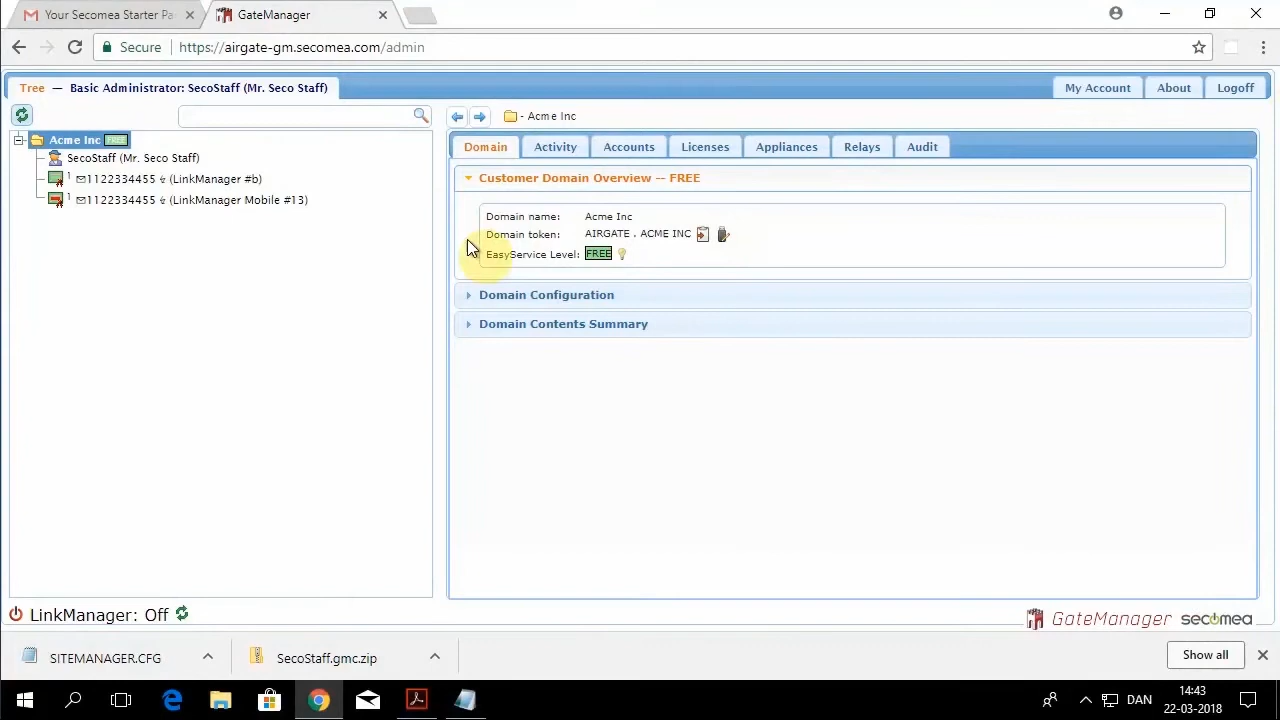 Your Secomea Starter Pa
GateManager
Secure
https://airgate-gm.secomea.com/admin
Tree — Basic Administrator: SecoStaff (Mr. Seco Staff)
My Account
About
Logoff
- Acme Inc
Acme Inc FREE
SecoStaff (Mr. Seco Staff)
1 1122334455 (LinkManager #b)
1 1122334455 (LinkManager Mobile #13)
Domain
Activity
Accounts
Licenses
Appliances
Relays
Audit
Customer Domain Overview -- FREE
Domain name: Acme Inc
Domain token: AIRGATE . ACME INC
EasyService Level: FREE
Domain Configuration
Domain Contents Summary
LinkManager: Off
GateManager secomea
SITEMANAGER.CFG
SecoStaff.gmc.zip
Show all
DAN
14:43
22-03-2018